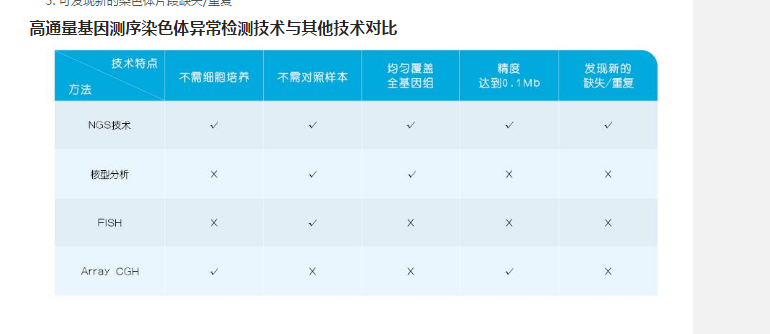 3. 可发现新的染色体片段缺失/重复
高通量基因测序染色体异常检测技术与其他技术对比
技术特点
方法
不需细胞培养
不需对照样本
均匀覆盖
全基因组
精度
达到0.1Mb
发现新的
缺失/重复
NGS技术 ✓ ✓ ✓ ✓ ✓
核型分析 X ✓ ✓ X X
FISH X ✓ X X X
Array CGH ✓ X X ✓ X